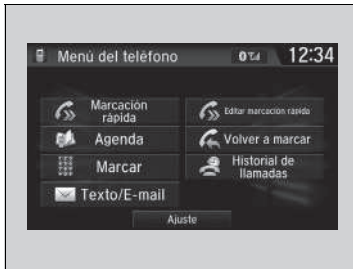 Menú del teléfono
12:34
Marcación
rápida
Editar marcación rápida
Agenda
Volver a marcar
Marcar
Historial de
llamadas
Texto/E-mail
Ajuste